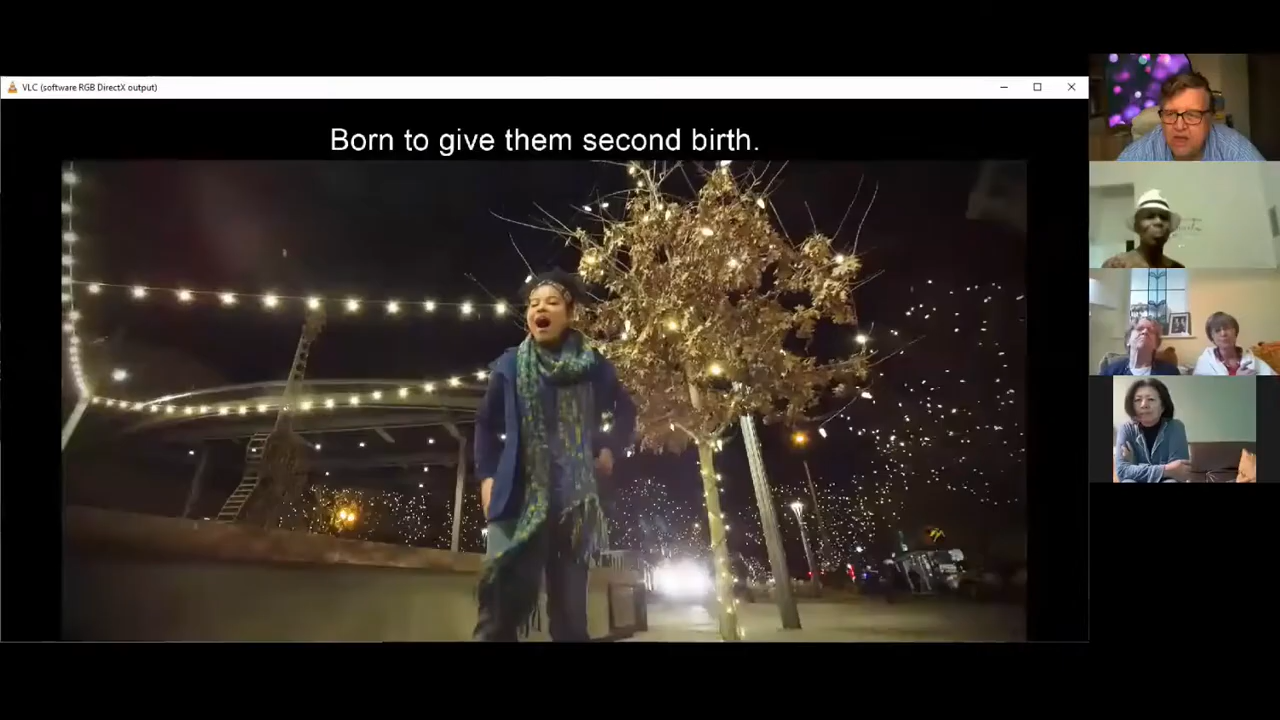 VLC (software RGB DirectX output)
Born to give them second birth.